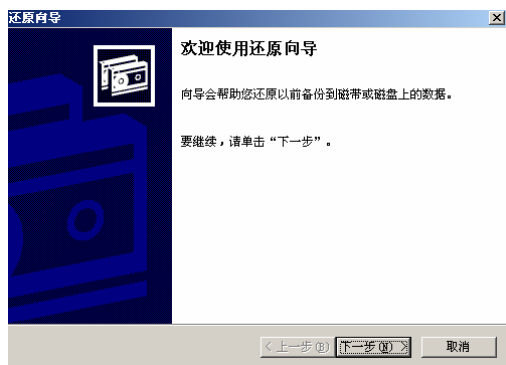 还原向导
欢迎使用还原向导
向导会帮助您还原以前备份到磁带或磁盘上的数据。
要继续，请单击“下一步”。
< 上一步(B) 下一步(N) > 取消